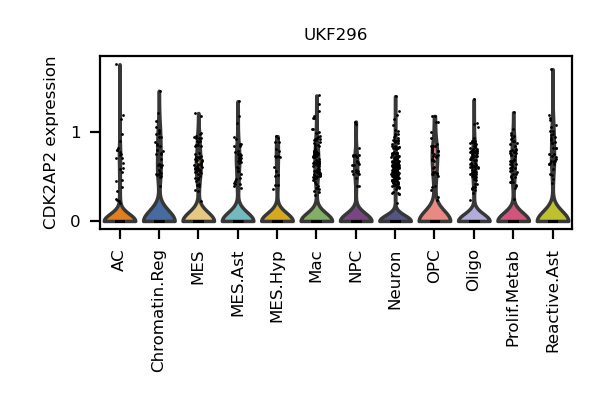 UKF296
CDK2AP2 expression
1
0
AC
Chromatin.Reg
MES
MES.Ast
MES.Hyp
Mac
NPC
Neuron
OPC
Oligo
Prolif.Metab
Reactive.Ast